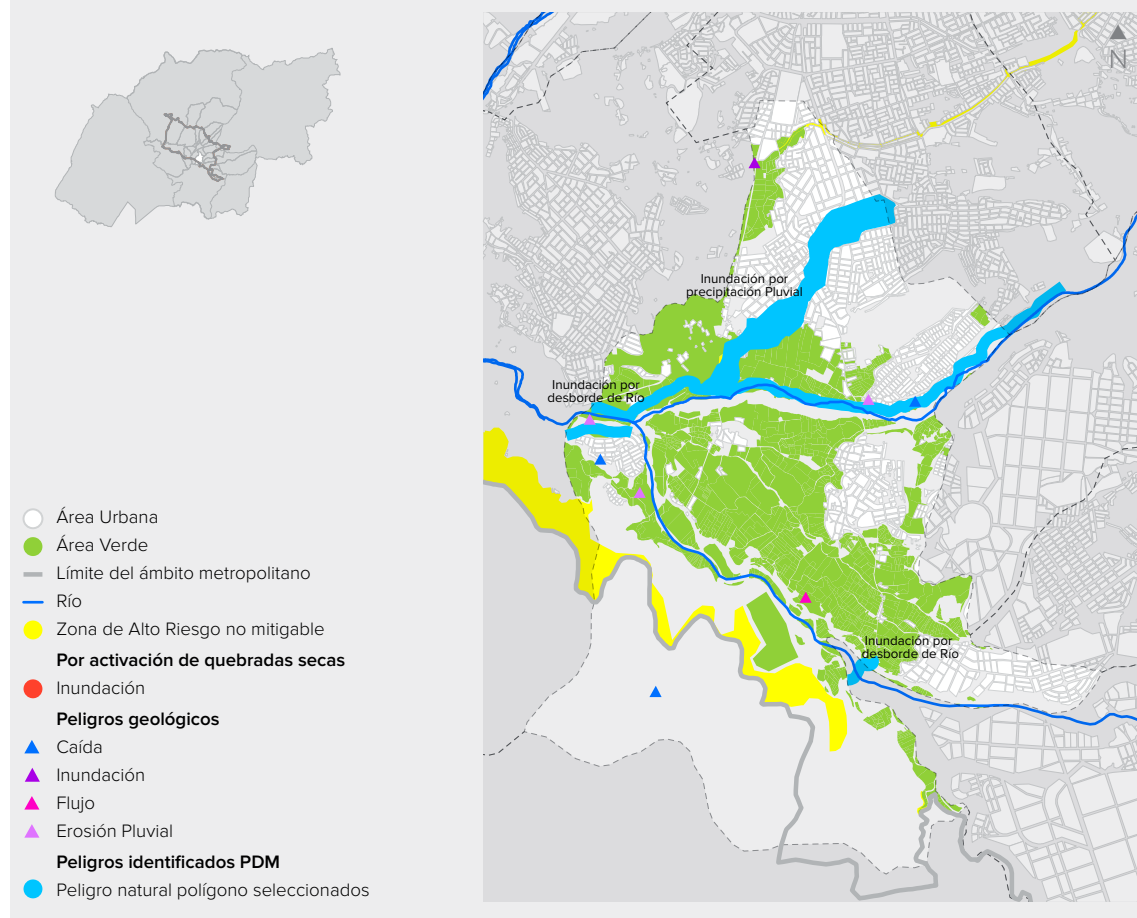 N
Inundación por
precipitación Pluvial
Inundación por
desborde de Río
Inundación por
desborde de Río
Área Urbana
Área Verde
Límite del ámbito metropolitano
Río
Zona de Alto Riesgo no mitigable
Por activación de quebradas secas
Inundación
Peligros geológicos
Caída
Inundación
Flujo
Erosión Pluvial
Peligros identificados PDM
Peligro natural polígono seleccionados